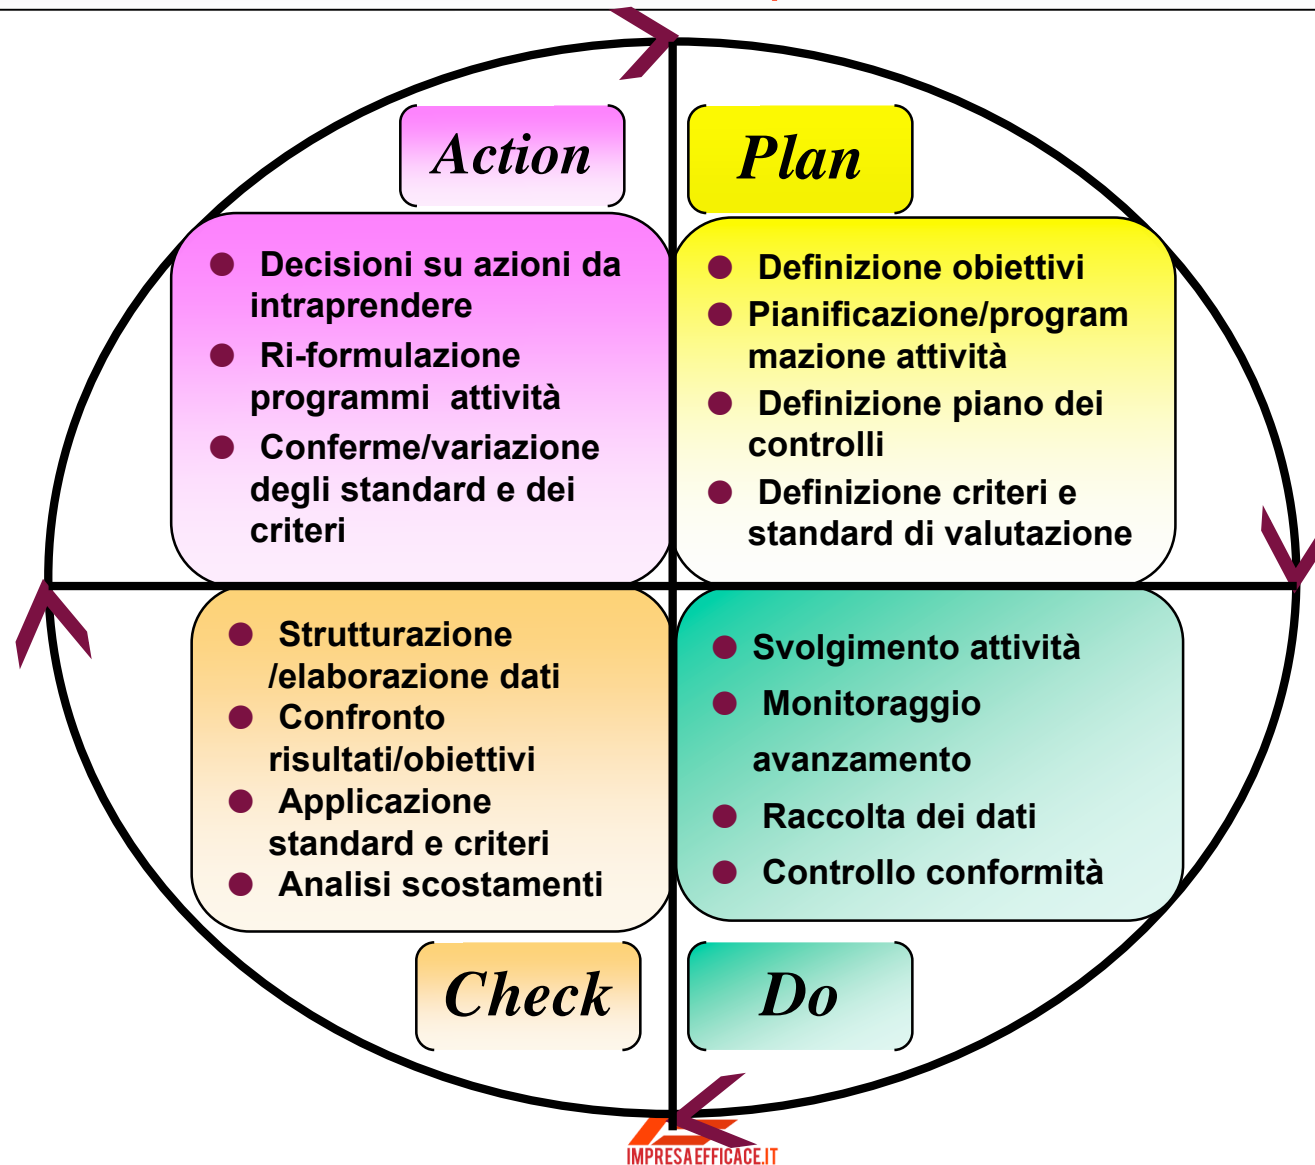 Action
Decisioni su azioni da
intraprendere
Ri-formulazione
programmi attività
Conferme/variazione
degli standard e dei
criteri
Plan
Definizione obiettivi
Pianificazione/program
mazione attività
Definizione piano dei
controlli
Definizione criteri e
standard di valutazione
Strutturazione
/elaborazione dati
Confronto
risultati/obiettivi
Applicazione
standard e criteri
Analisi scostamenti
Check
Svolgimento attività
Monitoraggio
avanzamento
Raccolta dei dati
Controllo conformità
Do
IMPRESAEFFICACE.IT